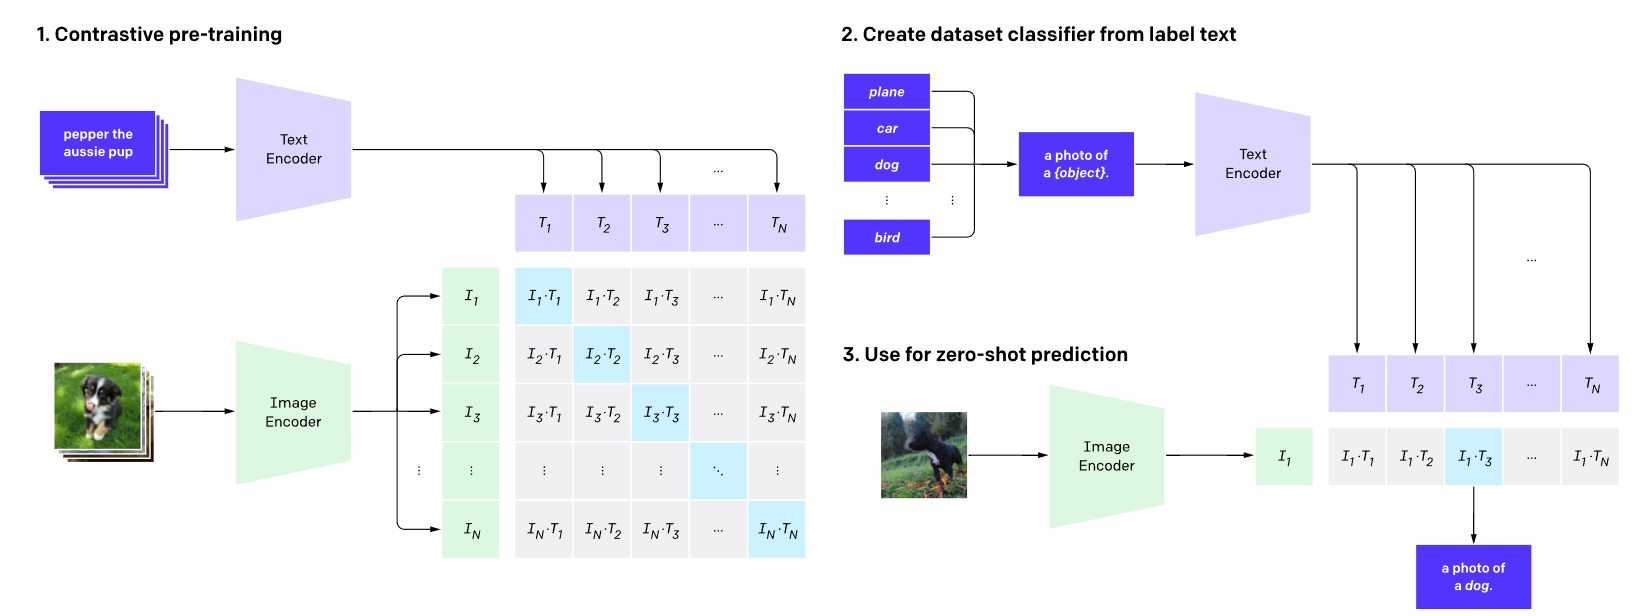 1. Contrastive pre-training
pepper the
aussie pup
Text
Encoder
...
T1 T2 T3 ... TN
Image
Encoder
I1 I1·T1 I1·T2 I1·T3 ... I1·TN
I2 I2·T1 I2·T2 I2·T3 ... I2·TN
I3 I3·T1 I3·T2 I3·T3 ... I3·TN
⋮ ⋮ ⋮ ⋮ ⋮ ⋱ ⋮
IN IN·T1 IN·T2 IN·T3 ... IN·TN
2. Create dataset classifier from label text
plane
car
dog
⋮ ⋮
bird
a photo of
a {object}.
Text
Encoder
...
T1 T2 T3 ... TN
3. Use for zero-shot prediction
Image
Encoder
I1 I1·T1 I1·T2 I1·T3 ... I1·TN
a photo of
a dog.